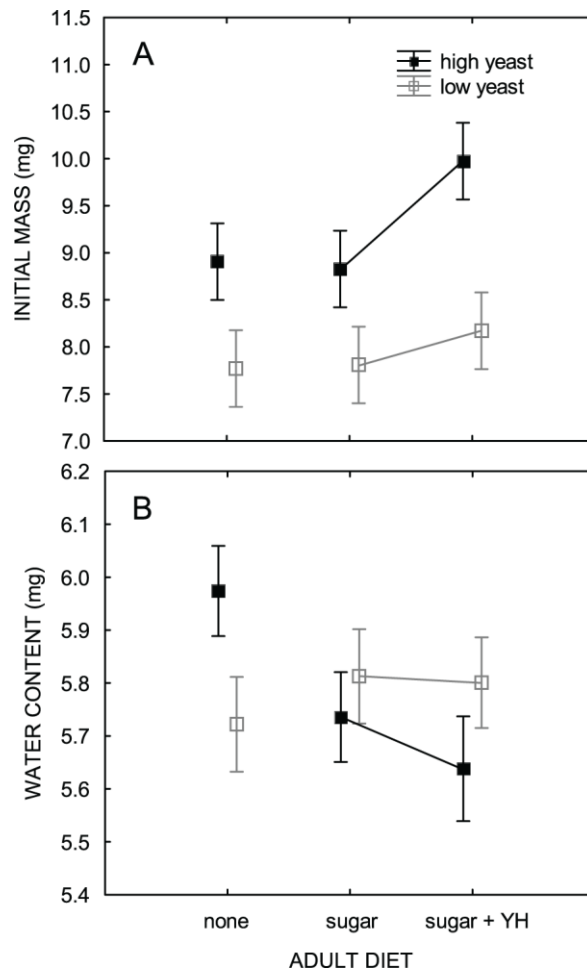 11.5
A
high yeast
low yeast
11.0
10.5
10.0
9.5
9.0
8.5
8.0
7.5
7.0
INITIAL MASS (mg)
6.2
B
6.1
6.0
5.9
5.8
5.7
5.6
5.5
5.4
WATER CONTENT (mg)
none sugar sugar + YH
ADULT DIET